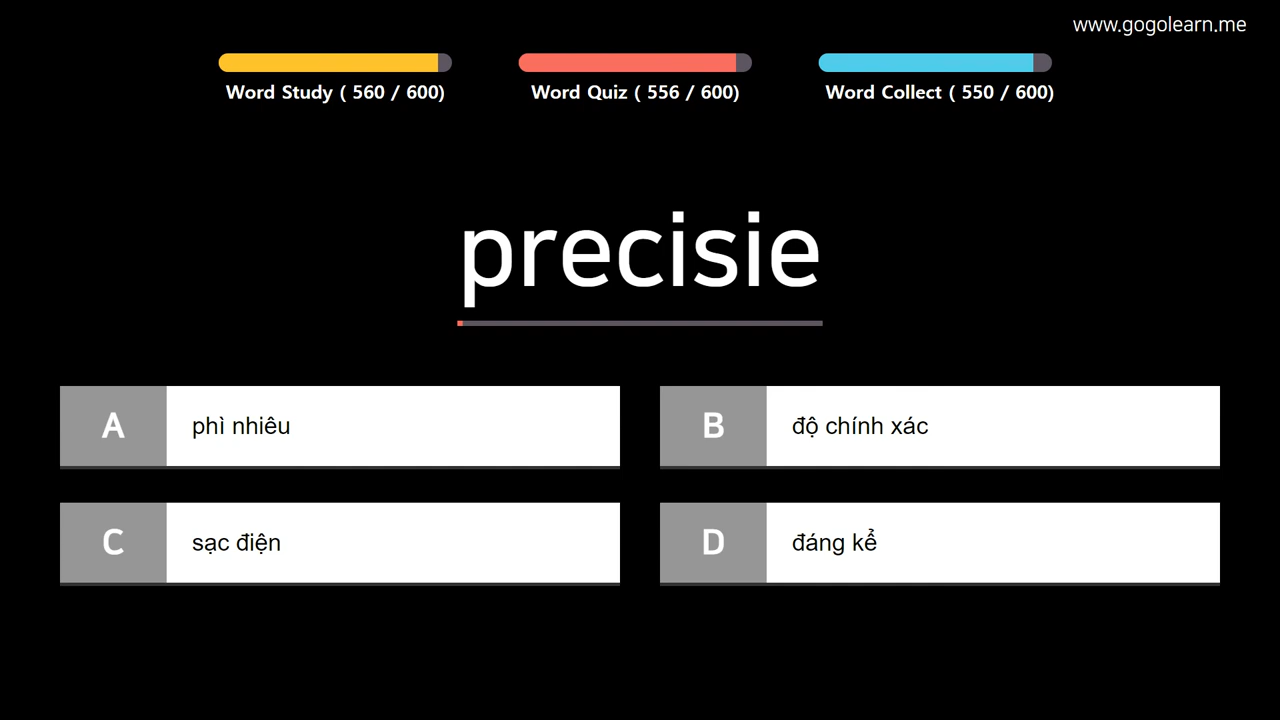 www.gogolearn.me
Word Study ( 560 / 600)
Word Quiz ( 556 / 600)
Word Collect ( 550 / 600)
precisie
A phì nhiêu
B độ chính xác
C sạc điện
D đáng kể